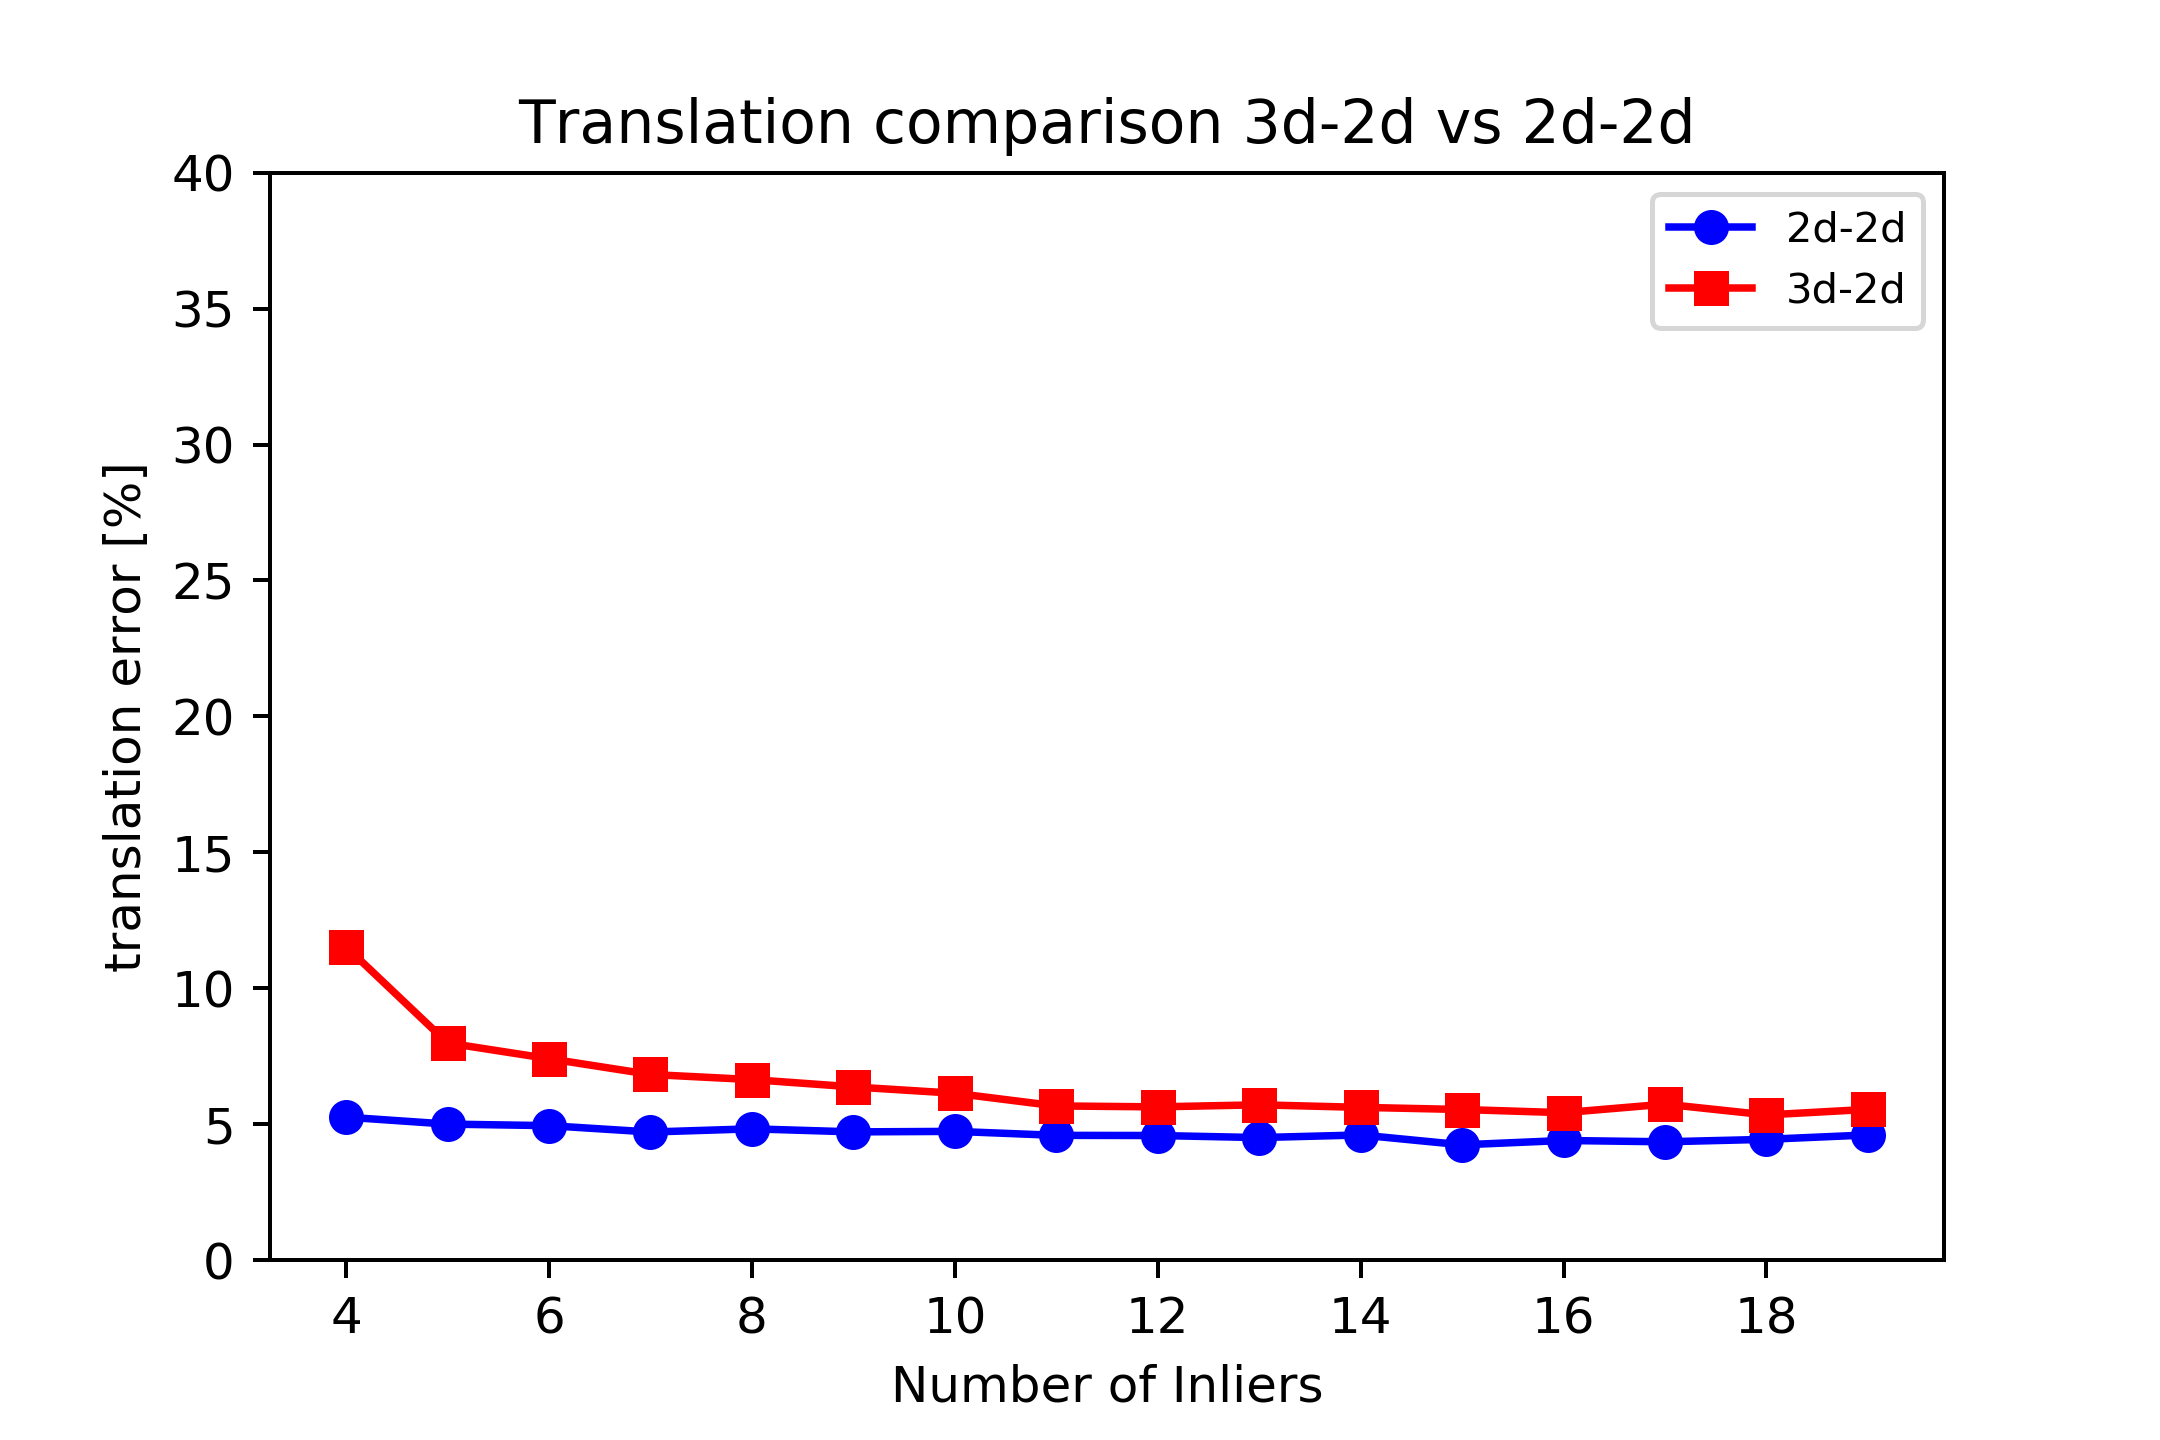 Translation comparison 3d-2d vs 2d-2d
40
35
30
25
20
15
10
5
0
translation error [%]
2d-2d
3d-2d
4 6 8 10 12 14 16 18
Number of Inliers